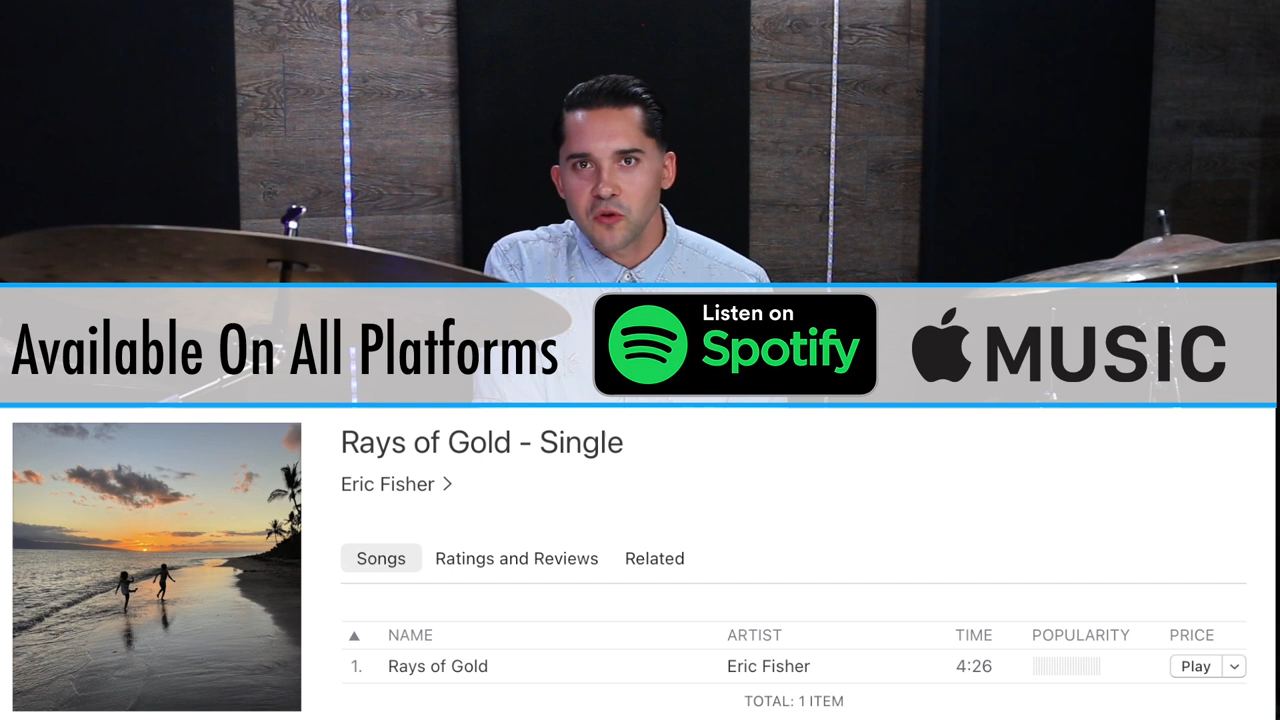 Available On All Platforms
Listen on
Spotify
MUSIC
Rays of Gold - Single
Eric Fisher >
Songs Ratings and Reviews Related
▲ NAME ARTIST TIME POPULARITY PRICE
1. Rays of Gold Eric Fisher 4:26 Play
TOTAL: 1 ITEM